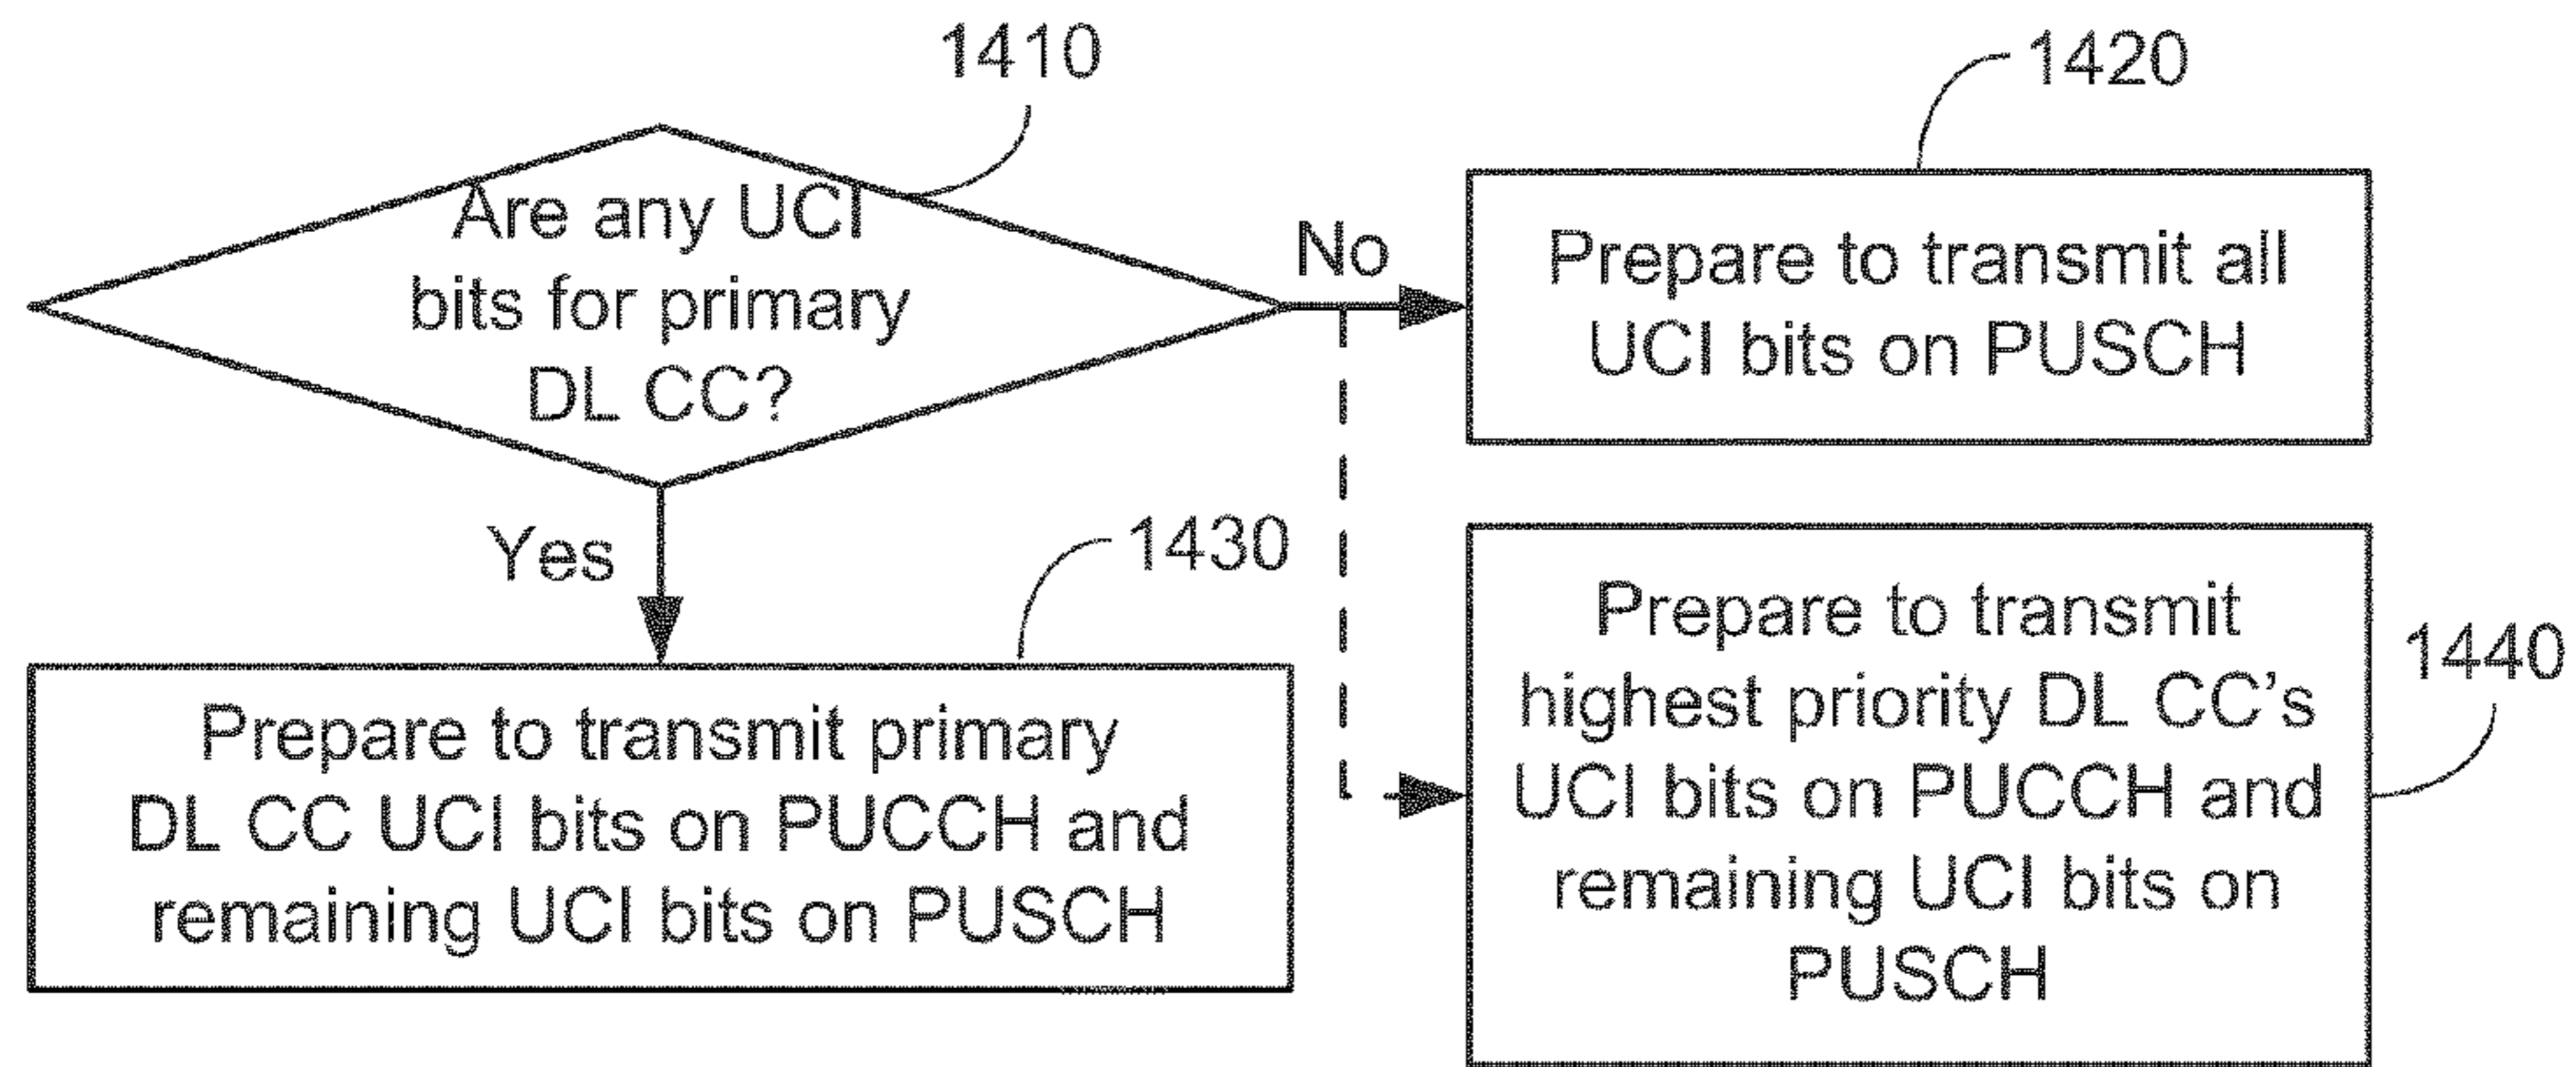 1410
1420
Are any UCI
bits for primary
DL CC?
No
Prepare to transmit all
UCI bits on PUSCH
Yes
1430
Prepare to transmit primary
DL CC UCI bits on PUCCH and
remaining UCI bits on PUSCH
Prepare to transmit
highest priority DL CC's
UCI bits on PUCCH and
remaining UCI bits on
PUSCH
1440